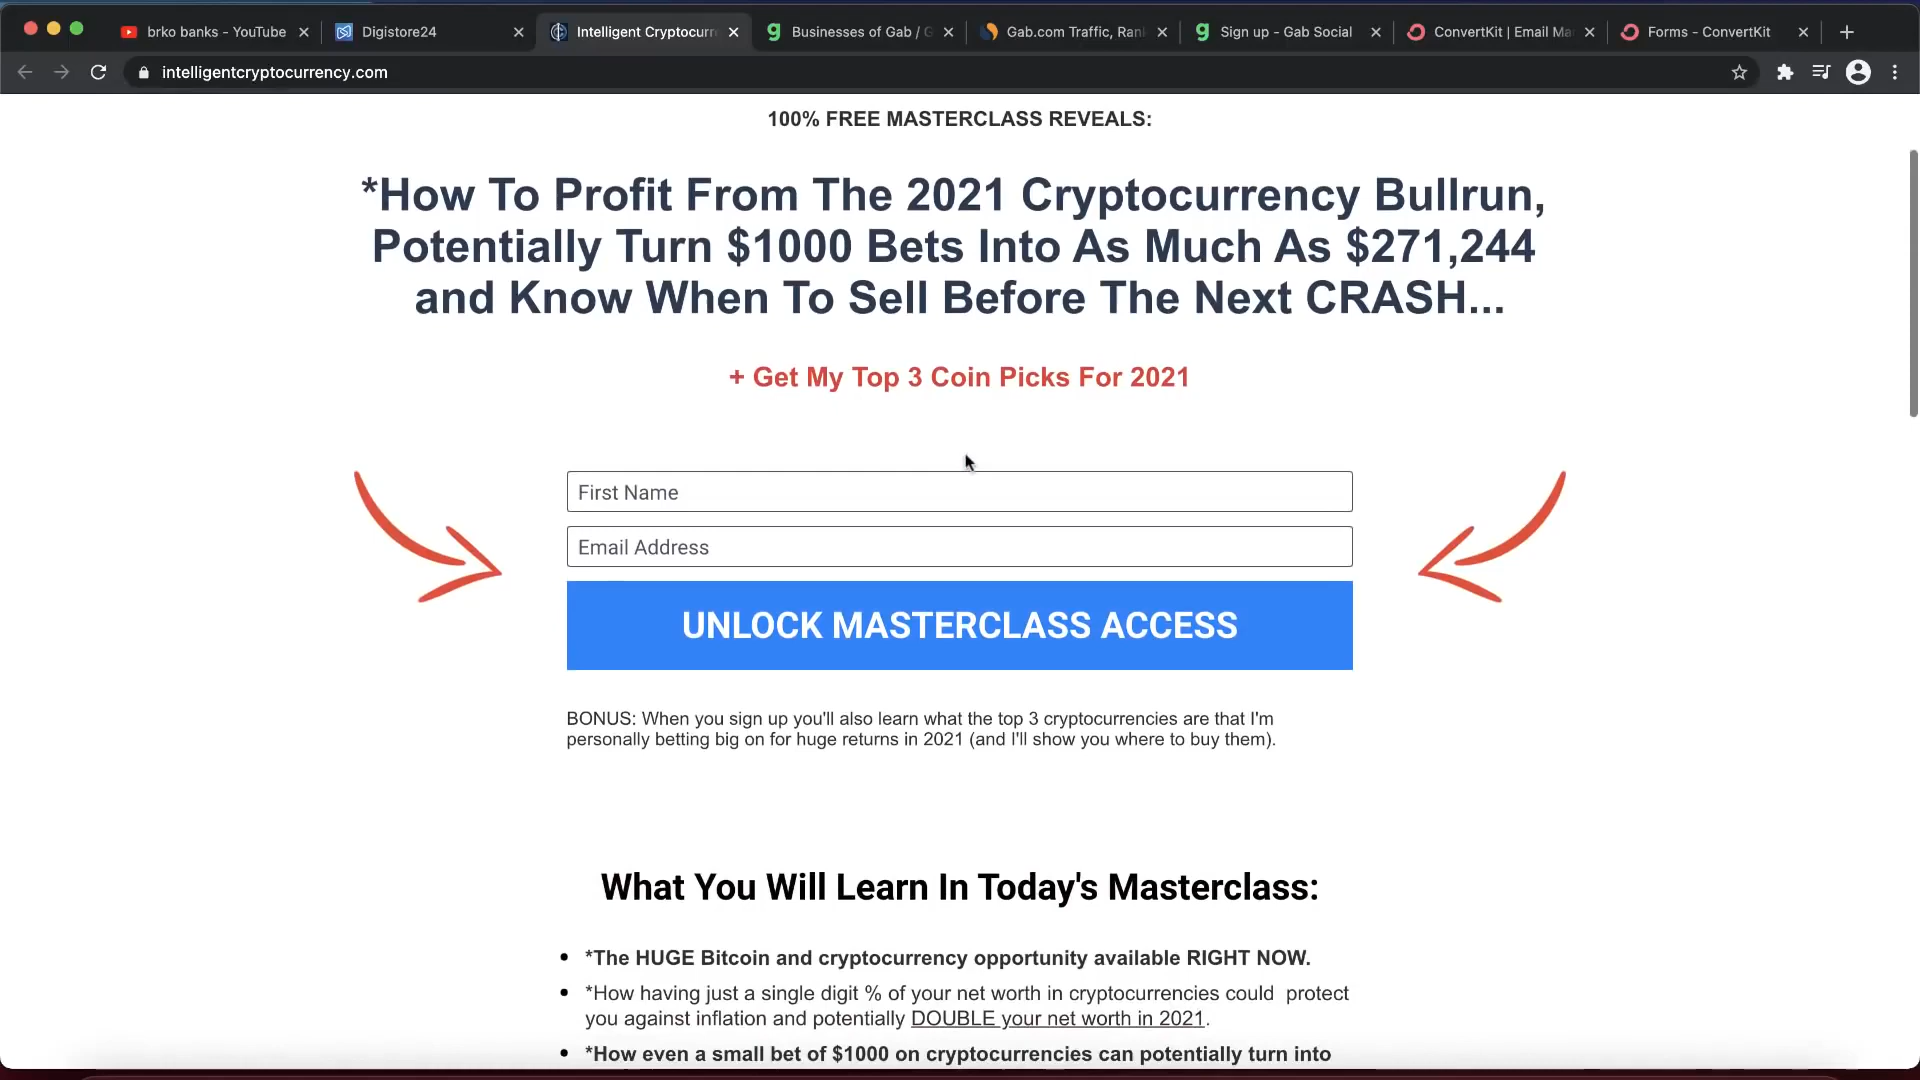 brko banks - YouTube
Digistore24
Intelligent Cryptocurr
Businesses of Gab / G
Gab.com Traffic, Ran
Sign up - Gab Social
ConvertKit | Email Ma
Forms - ConvertKit
intelligentcryptocurrency.com
100% FREE MASTERCLASS REVEALS:
*How To Profit From The 2021 Cryptocurrency Bullrun,
Potentially Turn $1000 Bets Into As Much As $271,244
and Know When To Sell Before The Next CRASH...
+ Get My Top 3 Coin Picks For 2021
First Name
Email Address
UNLOCK MASTERCLASS ACCESS
BONUS: When you sign up you'll also learn what the top 3 cryptocurrencies are that I'm
personally betting big on for huge returns in 2021 (and I'll show you where to buy them).
What You Will Learn In Today's Masterclass:
• *The HUGE Bitcoin and cryptocurrency opportunity available RIGHT NOW.
• *How having just a single digit % of your net worth in cryptocurrencies could protect
you against inflation and potentially DOUBLE your net worth in 2021.
• *How even a small bet of $1000 on cryptocurrencies can potentially turn into